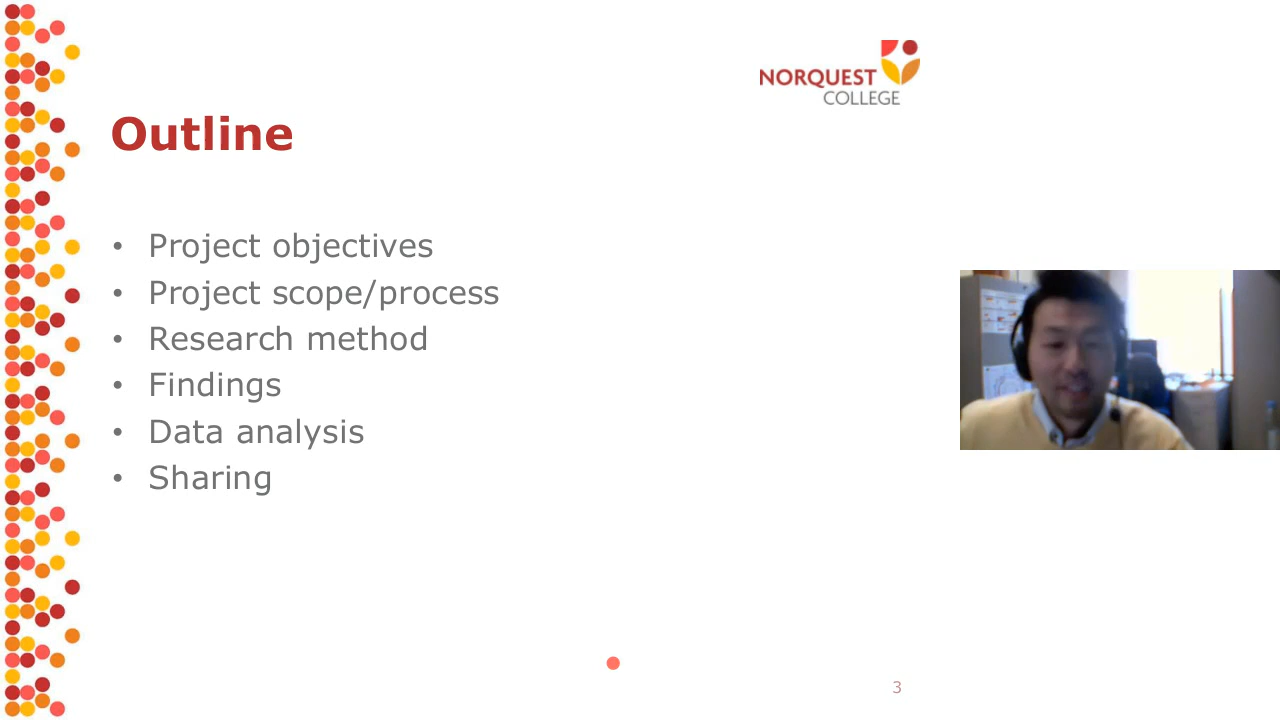 NORQUEST
COLLEGE
Outline
• Project objectives
• Project scope/process
• Research method
• Findings
• Data analysis
• Sharing
3